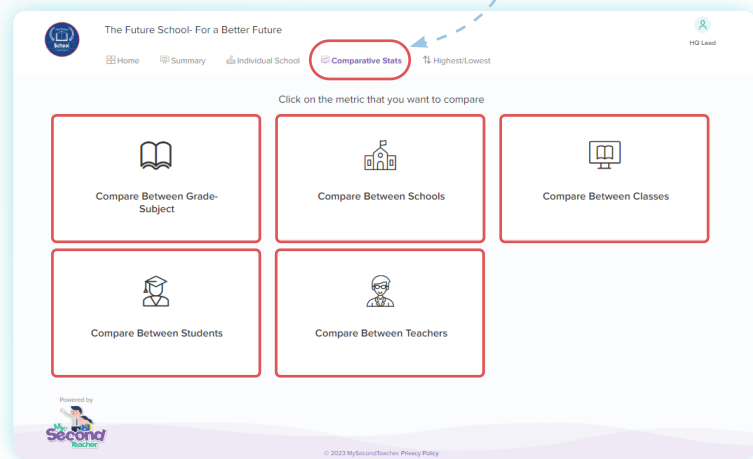 The Future School- For a Better Future
School
HQ Lead
Home Summary Individual School Comparative Stats Highest/Lowest
Click on the metric that you want to compare
Compare Between Grade-
Subject
Compare Between Schools
Compare Between Classes
Compare Between Students
Compare Between Teachers
Powered by
My
Second
Teacher
© 2023 MySecondTeacher. Privacy Policy